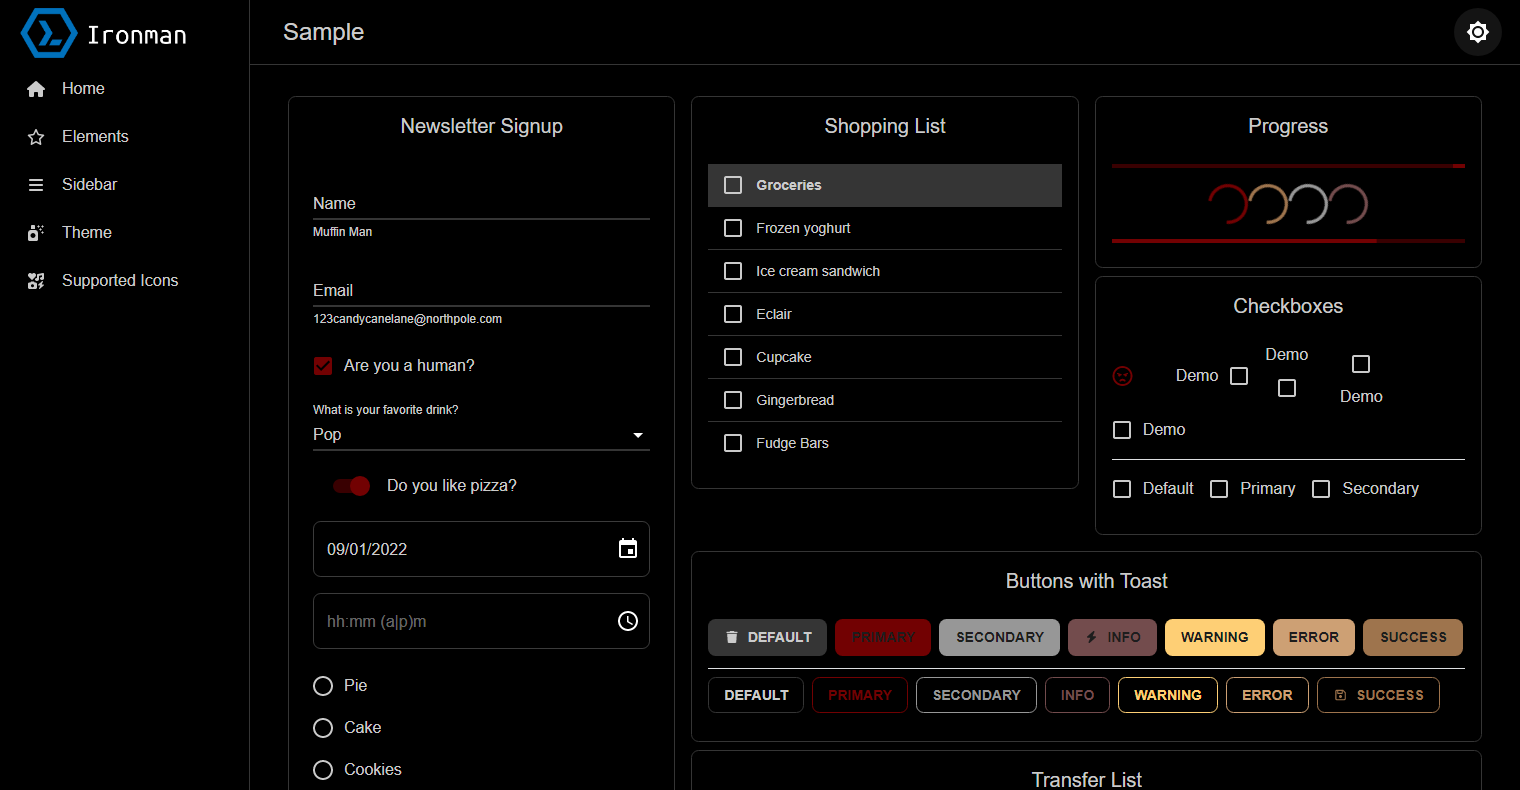 Ironman
Sample
Home
Elements
Sidebar
Theme
Supported Icons
Newsletter Signup
Name
Muffin Man
Email
123candycanelane@northpole.com
Are you a human?
What is your favorite drink?
Pop
Do you like pizza?
09/01/2022
hh:mm (a|p)m
Pie
Cake
Cookies
Shopping List
Groceries
Frozen yoghurt
Ice cream sandwich
Eclair
Cupcake
Gingerbread
Fudge Bars
Progress
Checkboxes
Demo
Demo
Demo
Demo
Default Primary Secondary
Buttons with Toast
DEFAULT PRIMARY SECONDARY INFO WARNING ERROR SUCCESS
DEFAULT PRIMARY SECONDARY INFO WARNING ERROR SUCCESS
Transfer List